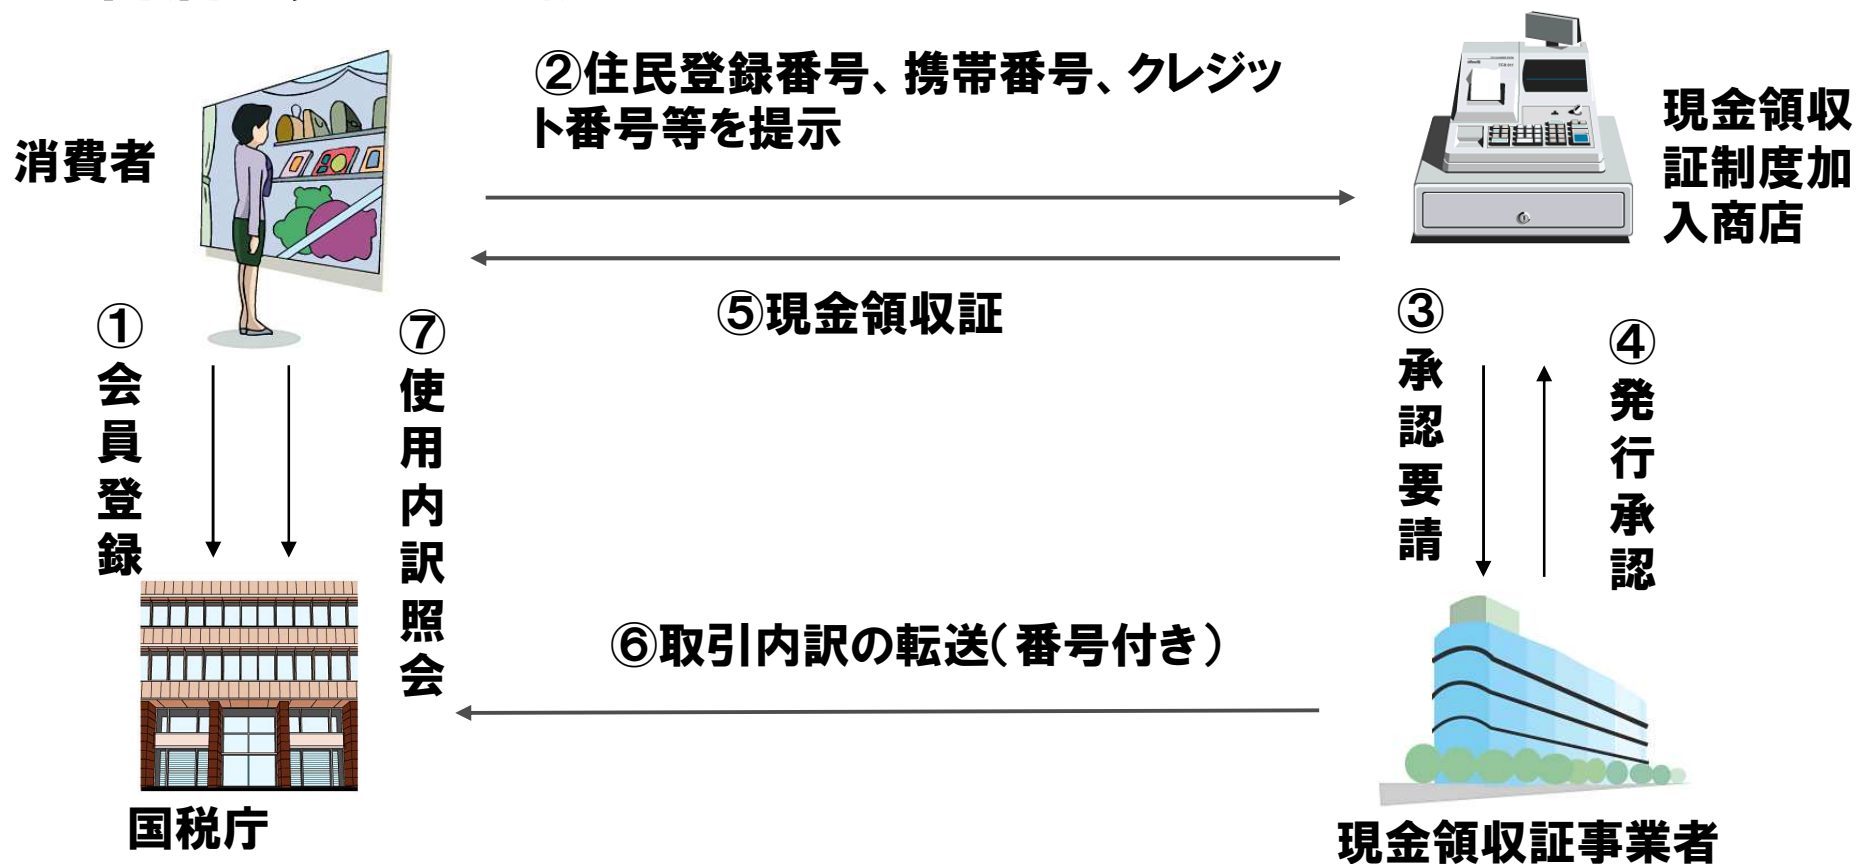 ②住民登録番号、携帯番号、クレジッ
ト番号等を提示
消費者
現金領収
証制度加
入商店
⑤現金領収証
①会員登録
⑦使用内訳照会
③承認要請
④発行承認
⑥取引内訳の転送(番号付き)
国税庁
現金領収証事業者